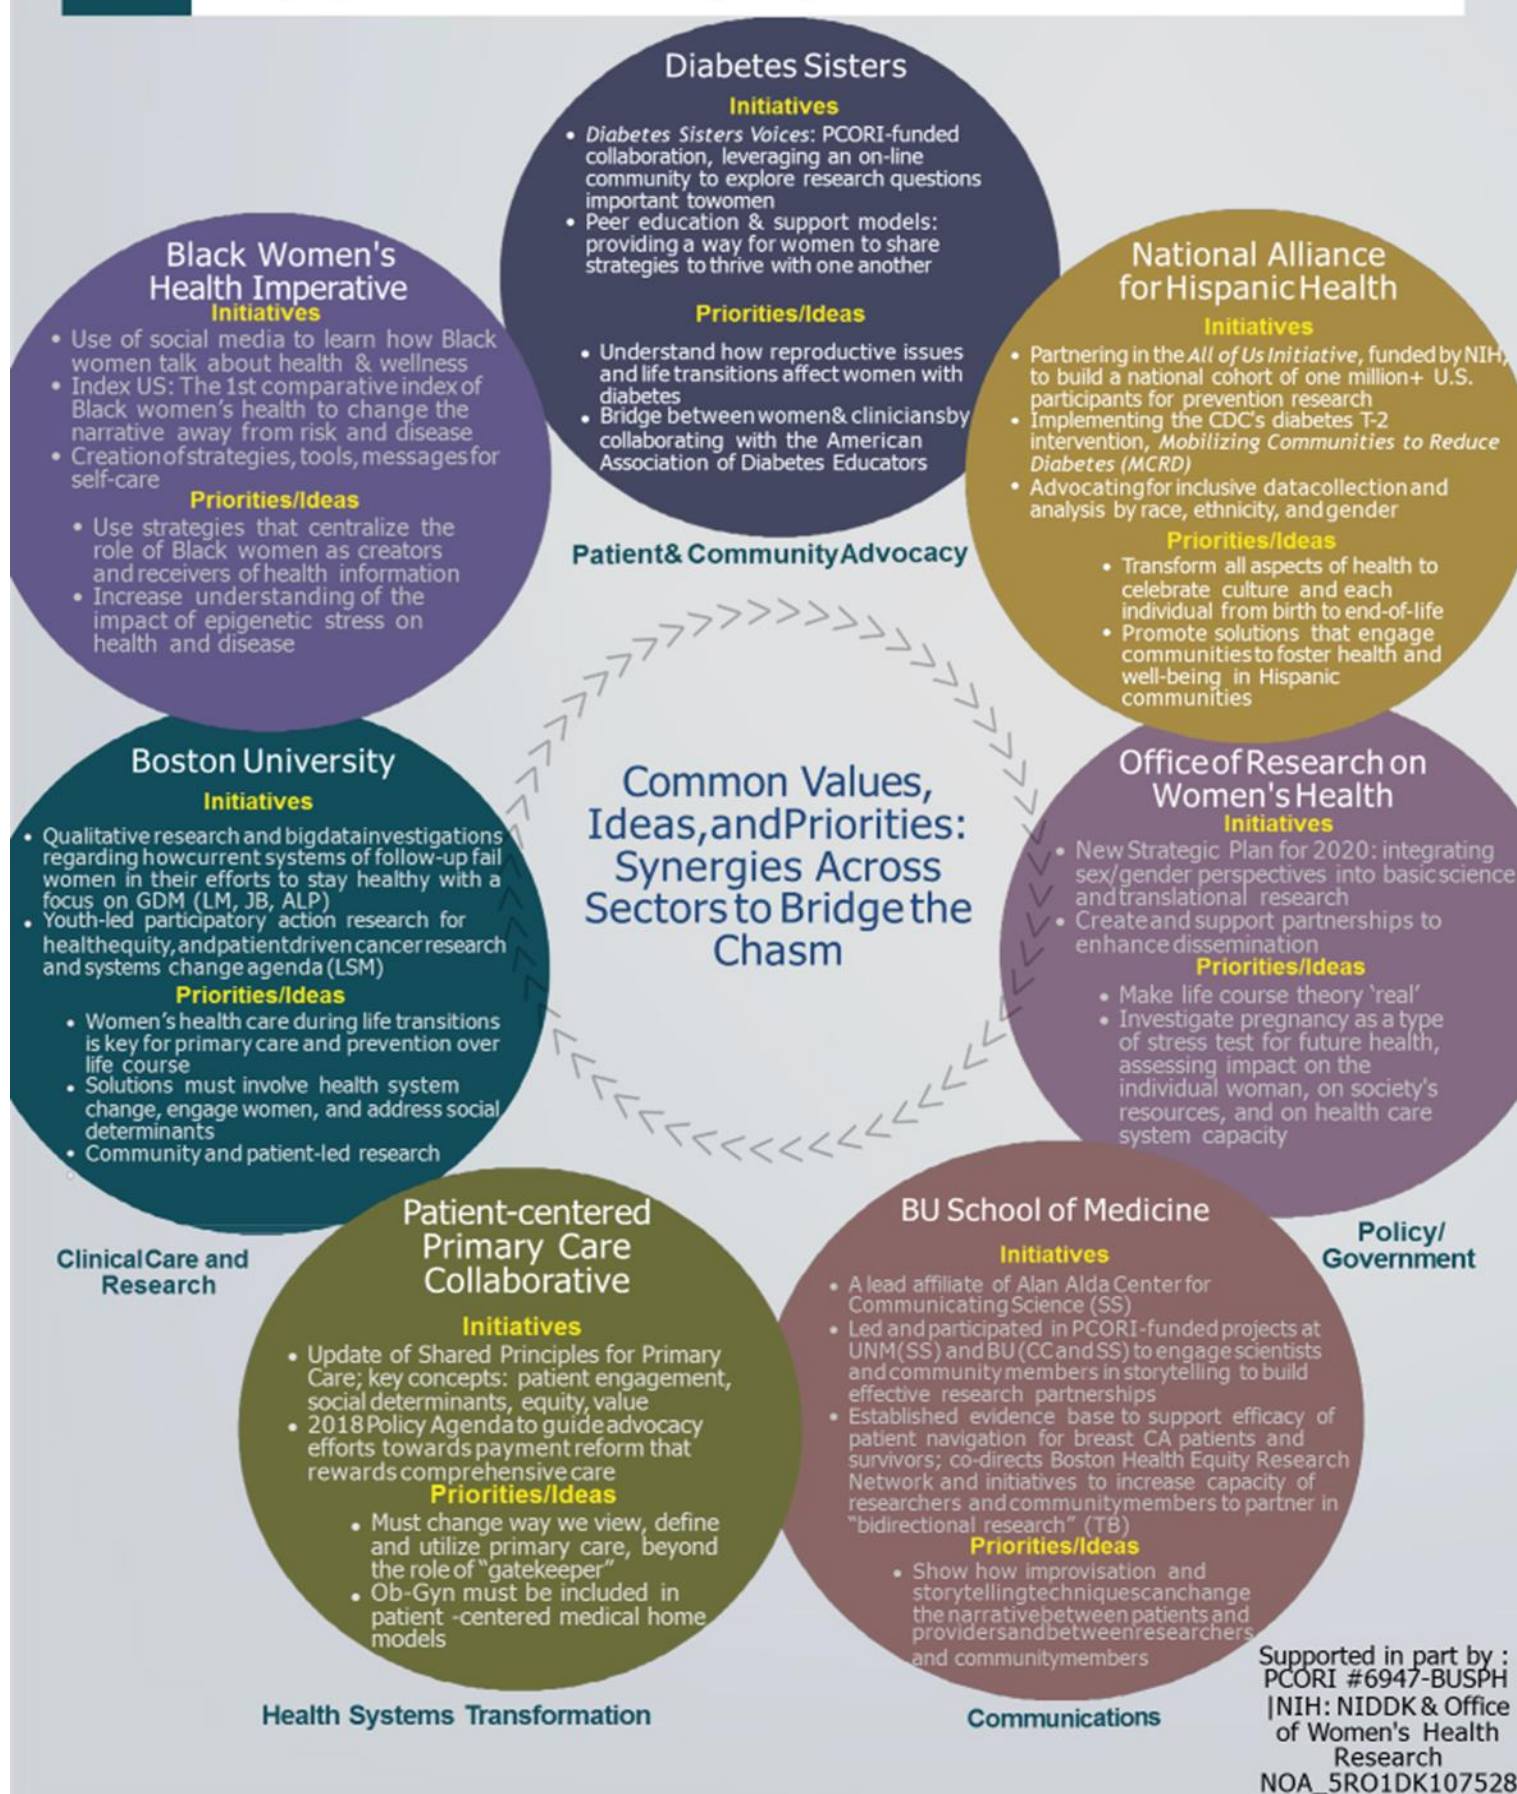 Diabetes Sisters
Initiatives
• Diabetes Sisters Voices: PCORI-funded
collaboration, leveraging an on-line
community to explore research questions
important towomen
• Peer education & support models:
providing a way for women to share
strategies to thrive with one another
Priorities/Ideas
• Understand how reproductive issues
and life transitions affect women with
diabetes
• Bridge between women & cliniciansby
collaborating with the American
Association of Diabetes Educators
Black Women's
Health Imperative
Initiatives
• Use of social media to learn how Black
women talk about health & wellness
• Index US: The 1st comparative index of
Black women's health to change the
narrative away from risk and disease
• Creation of strategies, tools, messages for
self-care
Priorities/Ideas
• Use strategies that centralize the
role of Black women as creators
and receivers of health information
• Increase understanding of the
impact of epigenetic stress on
health and disease
National Alliance
for Hispanic Health
Initiatives
• Partnering in the All of Us Initiative, funded by NIH,
to build a national cohort of one million+ U.S.
participants for prevention research
• Implementing the CDC's diabetes T-2
intervention, Mobilizing Communities to Reduce
Diabetes (MCRD)
• Advocating for inclusive data collection and
analysis by race, ethnicity, and gender
Priorities/Ideas
• Transform all aspects of health to
celebrate culture and each
individual from birth to end-of-life
• Promote solutions that engage
communities to foster health and
well-being in Hispanic
communities
Patient & Community Advocacy
Boston University
Initiatives
• Qualitative research and big data investigations
regarding how current systems of follow-up fail
women in their efforts to stay healthy with a
focus on GDM (LM, JB, ALP)
• Youth-led participatory action research for
health equity, and patient driven cancer research
and systems change agenda (LSM)
Priorities/Ideas
• Women's health care during life transitions
is key for primary care and prevention over
life course
• Solutions must involve health system
change, engage women, and address social
determinants
• Community and patient-led research
Common Values,
Ideas, and Priorities:
Synergies Across
Sectors to Bridge the
Chasm
Office of Research on
Women's Health
Initiatives
• New Strategic Plan for 2020: integrating
sex/gender perspectives into basic science
and translational research
• Create and support partnerships to
enhance dissemination
Priorities/Ideas
• Make life course theory 'real'
• Investigate pregnancy as a type
of stress test for future health,
assessing impact on the
individual woman, on society's
resources, and on health care
system capacity
Clinical Care and
Research
Policy/
Government
Patient-centered
Primary Care
Collaborative
Initiatives
• Update of Shared Principles for Primary
Care; key concepts: patient engagement,
social determinants, equity, value
• 2018 Policy Agenda to guide advocacy
efforts towards payment reform that
rewards comprehensive care
Priorities/Ideas
• Must change way we view, define
and utilize primary care, beyond
the role of "gatekeeper"
• Ob-Gyn must be included in
patient -centered medical home
models
Health Systems Transformation
BU School of Medicine
Initiatives
• A lead affiliate of Alan Alda Center for
Communicating Science (SS)
• Led and participated in PCORI-funded projects at
UNM(SS) and BU (CC and SS) to engage scientists
and community members in storytelling to build
effective research partnerships
• Established evidence base to support efficacy of
patient navigation for breast CA patients and
survivors; co-directs Boston Health Equity Research
Network and initiatives to increase capacity of
researchers and community members to partner in
"bidirectional research" (TB)
Priorities/Ideas
• Show how improvisation and
storytelling techniques can change
the narrative between patients and
providers and between researchers
and community members
Communications
Supported in part by :
PCORI #6947-BUSPH
|NIH: NIDDK & Office
of Women's Health
Research
NOA_5RO1DK107528